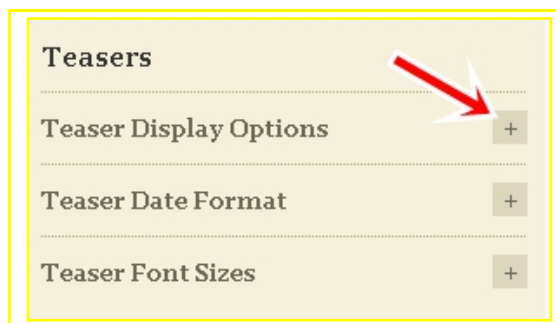 Teasers
Teaser Display Options +
Teaser Date Format +
Teaser Font Sizes +